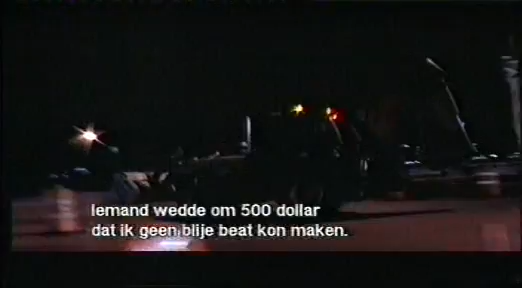 Iemand wedde om 500 dollar
dat ik geen blije beat kon maken.